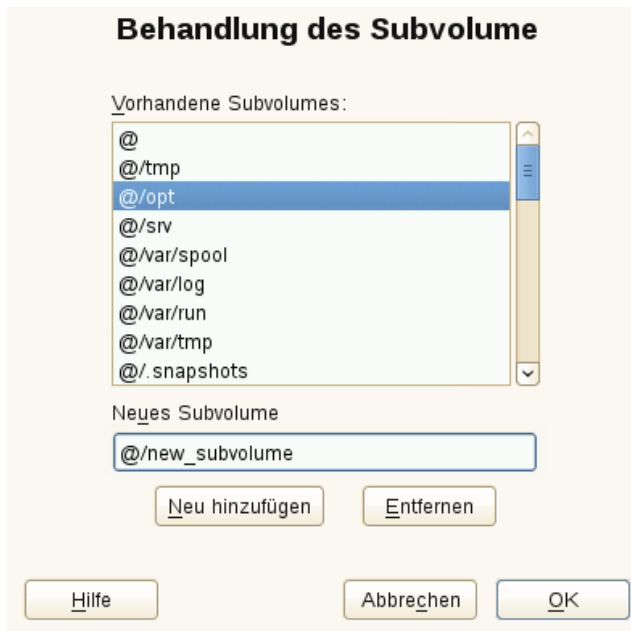 Behandlung des Subvolume
Vorhandene Subvolumes:
@
@/tmp
@/opt
@/srv
@/var/spool
@/var/log
@/var/run
@/var/tmp
@/.snapshots
Neues Subvolume
@/new_subvolume
Neu hinzufügen Entfernen
Hilfe Abbrechen OK